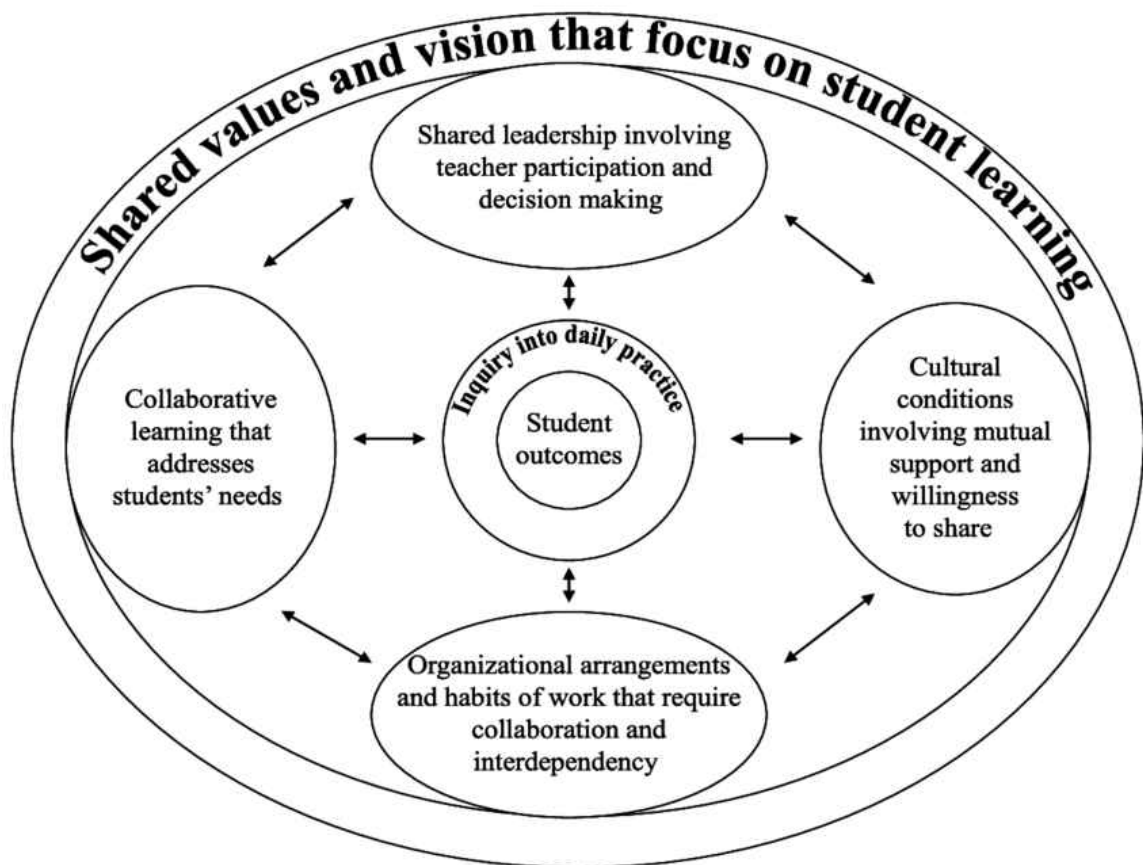 Shared values and vision that focus on student learning
Shared leadership involving
teacher participation and
decision making
Collaborative
learning that
addresses
students’ needs
Inquiry into daily practice
Student
outcomes
Cultural
conditions
involving mutual
support and
willingness
to share
Organizational arrangements
and habits of work that require
collaboration and
interdependency